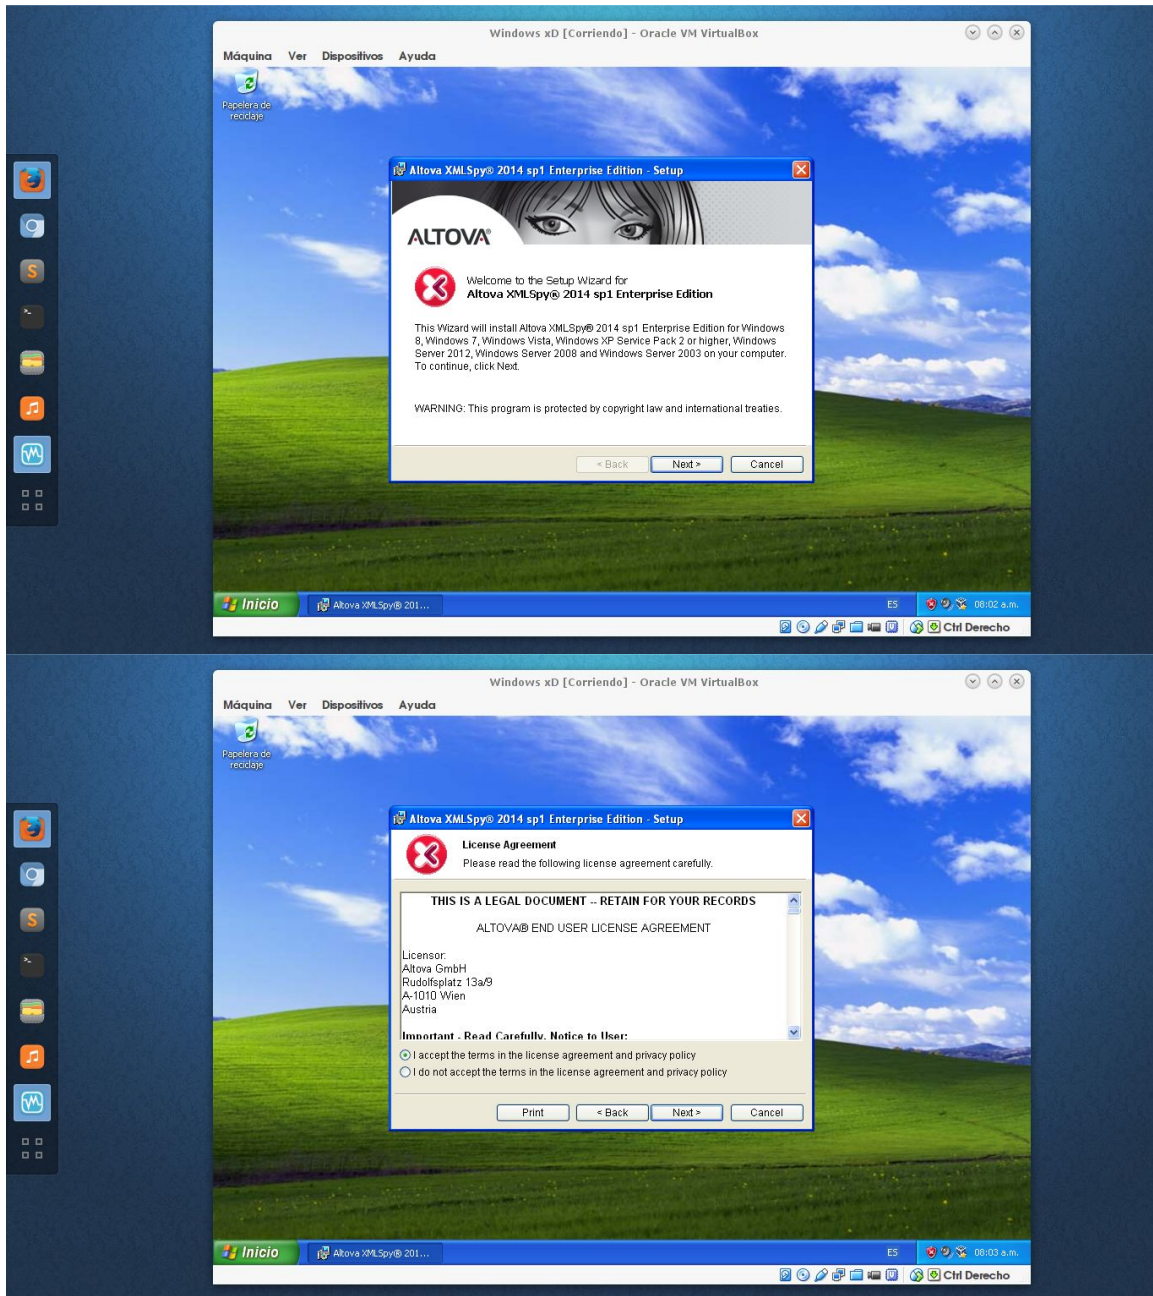 Windows xD [Corriendo] - Oracle VM VirtualBox
Máquina Ver Dispositivos Ayuda
Papelera de
reciclaje
Altova XMLSpy® 2014 sp1 Enterprise Edition - Setup
ALTOVA®
Welcome to the Setup Wizard for
Altova XMLSpy® 2014 sp1 Enterprise Edition
This Wizard will install Altova XMLSpy® 2014 sp1 Enterprise Edition for Windows
8, Windows 7, Windows Vista, Windows XP Service Pack 2 or higher, Windows
Server 2012, Windows Server 2008 and Windows Server 2003 on your computer.
To continue, click Next.
WARNING: This program is protected by copyright law and international treaties.
< Back Next > Cancel
Inicio Altova XMLSpy® 201... ES 08:02 a.m.
Ctrl Derecho
Windows xD [Corriendo] - Oracle VM VirtualBox
Máquina Ver Dispositivos Ayuda
Papelera de
reciclaje
Altova XMLSpy® 2014 sp1 Enterprise Edition - Setup
License Agreement
Please read the following license agreement carefully.
THIS IS A LEGAL DOCUMENT -- RETAIN FOR YOUR RECORDS
ALTOVA® END USER LICENSE AGREEMENT
Licensor:
Altova GmbH
Rudolfsplatz 13a/9
A-1010 Wien
Austria
Important - Read Carefully. Notice to User:
I accept the terms in the license agreement and privacy policy
I do not accept the terms in the license agreement and privacy policy
Print < Back Next > Cancel
Inicio Altova XMLSpy® 201... ES 08:03 a.m.
Ctrl Derecho